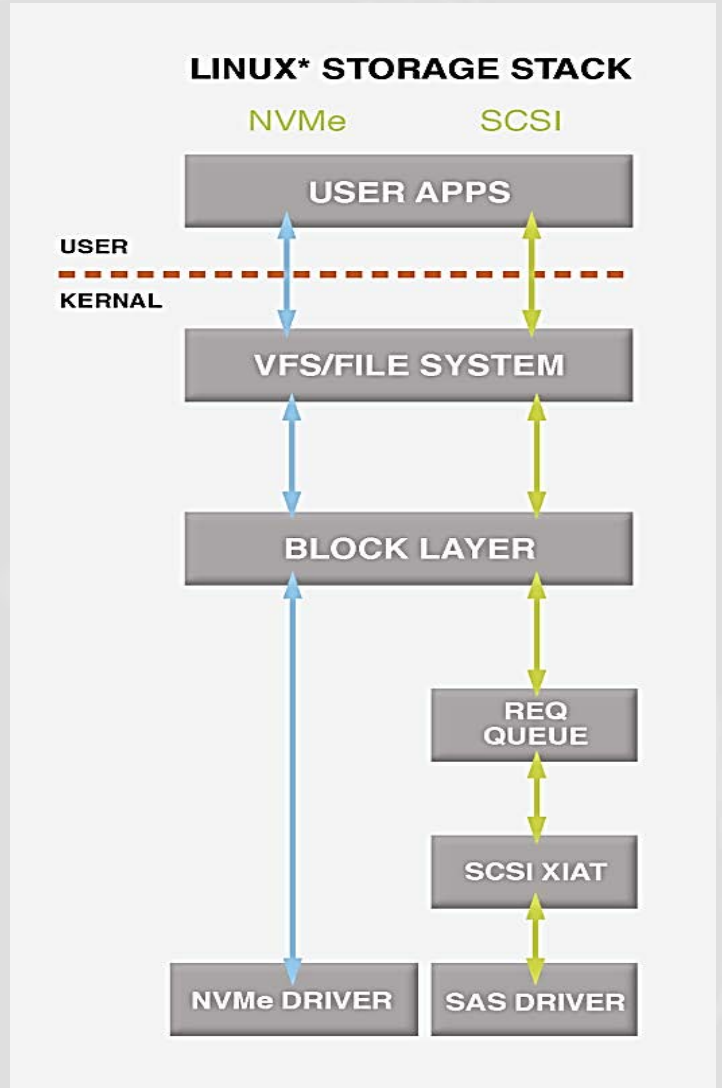 LINUX* STORAGE STACK
NVMe SCSI
USER APPS
USER
KERNAL
VFS/FILE SYSTEM
BLOCK LAYER
REQ
QUEUE
SCSI XIAT
NVMe DRIVER SAS DRIVER